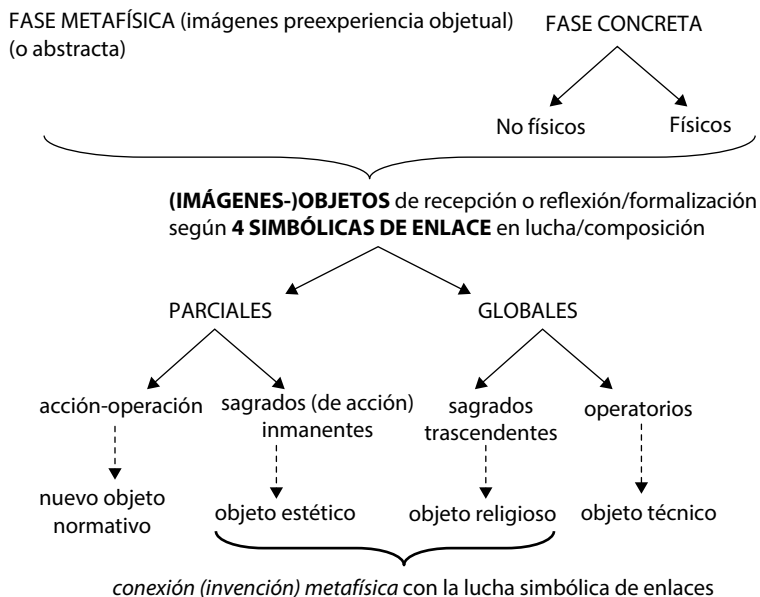 FASE METAFÍSICA (imágenes preexperiencia objetual)
(o abstracta)
FASE CONCRETA
No físicos
Físicos
(IMÁGENES-)OBJETOS de recepción o reflexión/formalización
según 4 SIMBÓLICAS DE ENLACE en lucha/composición
PARCIALES
GLOBALES
acción-operación
sagrados (de acción)
inmanentes
sagrados
trascendentes
operatorios
nuevo objeto
normativo
objeto estético
objeto religioso
objeto técnico
conexión (invención) metafísica con la lucha simbólica de enlaces